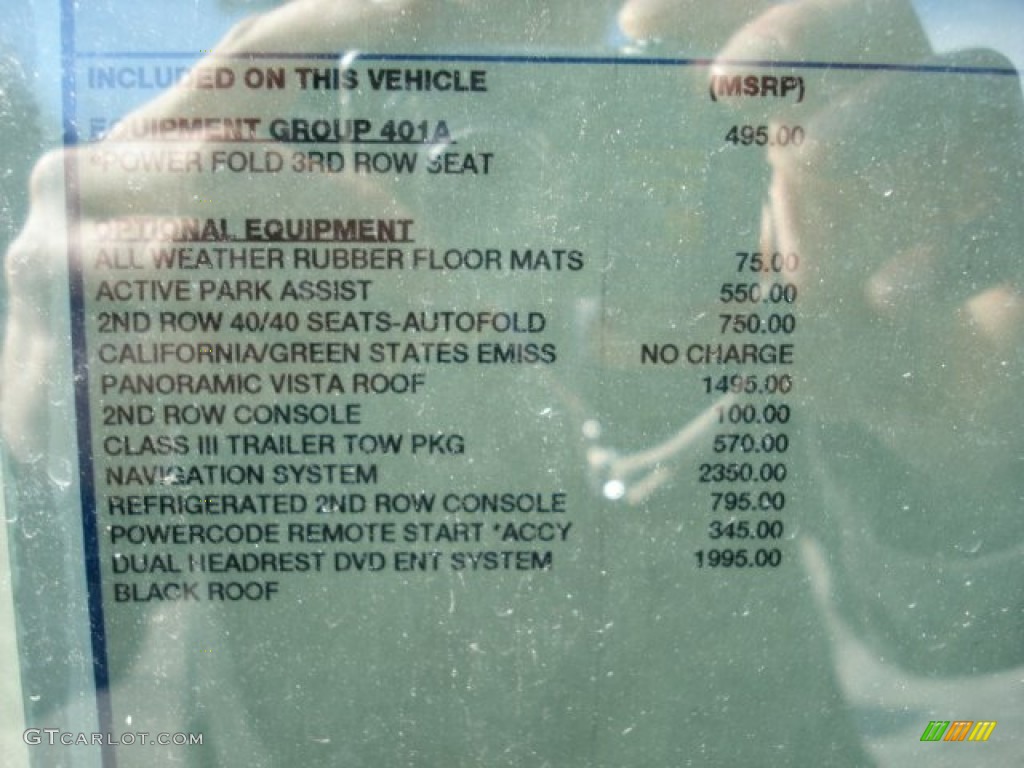 INCLUDED ON THIS VEHICLE (MSRP)
EQUIPMENT GROUP 401A 495.00
*POWER FOLD 3RD ROW SEAT
OPTIONAL EQUIPMENT
ALL WEATHER RUBBER FLOOR MATS 75.00
ACTIVE PARK ASSIST 550.00
2ND ROW 40/40 SEATS-AUTOFOLD 750.00
CALIFORNIA/GREEN STATES EMISS NO CHARGE
PANORAMIC VISTA ROOF 1495.00
2ND ROW CONSOLE 100.00
CLASS III TRAILER TOW PKG 570.00
NAVIGATION SYSTEM 2350.00
REFRIGERATED 2ND ROW CONSOLE 795.00
POWERCODE REMOTE START *ACCY 345.00
DUAL HEADREST DVD ENT SYSTEM 1995.00
BLACK ROOF
GTCARLOT.COM